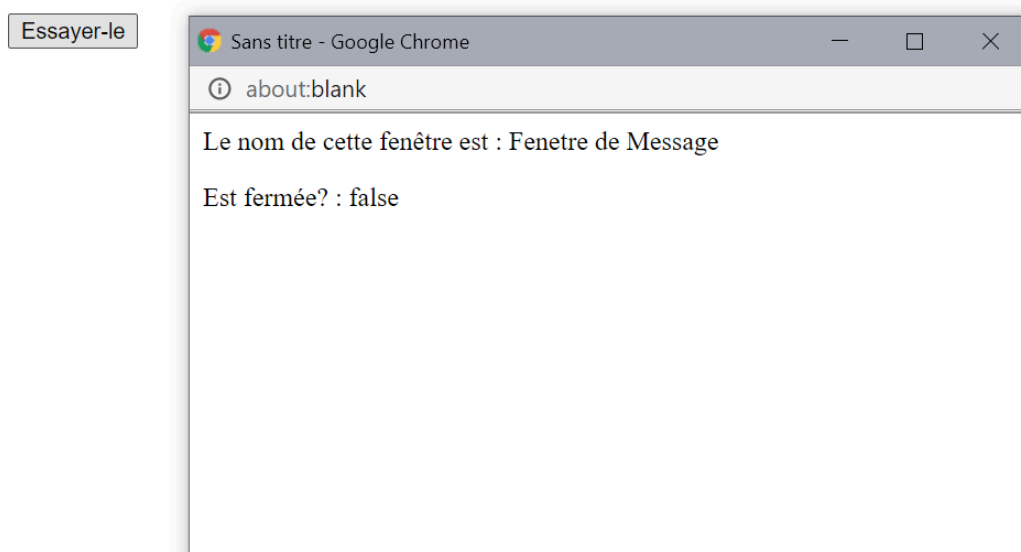 Essayer-le
Sans titre - Google Chrome
about:blank
Le nom de cette fenêtre est : Fenetre de Message
Est fermée? : false